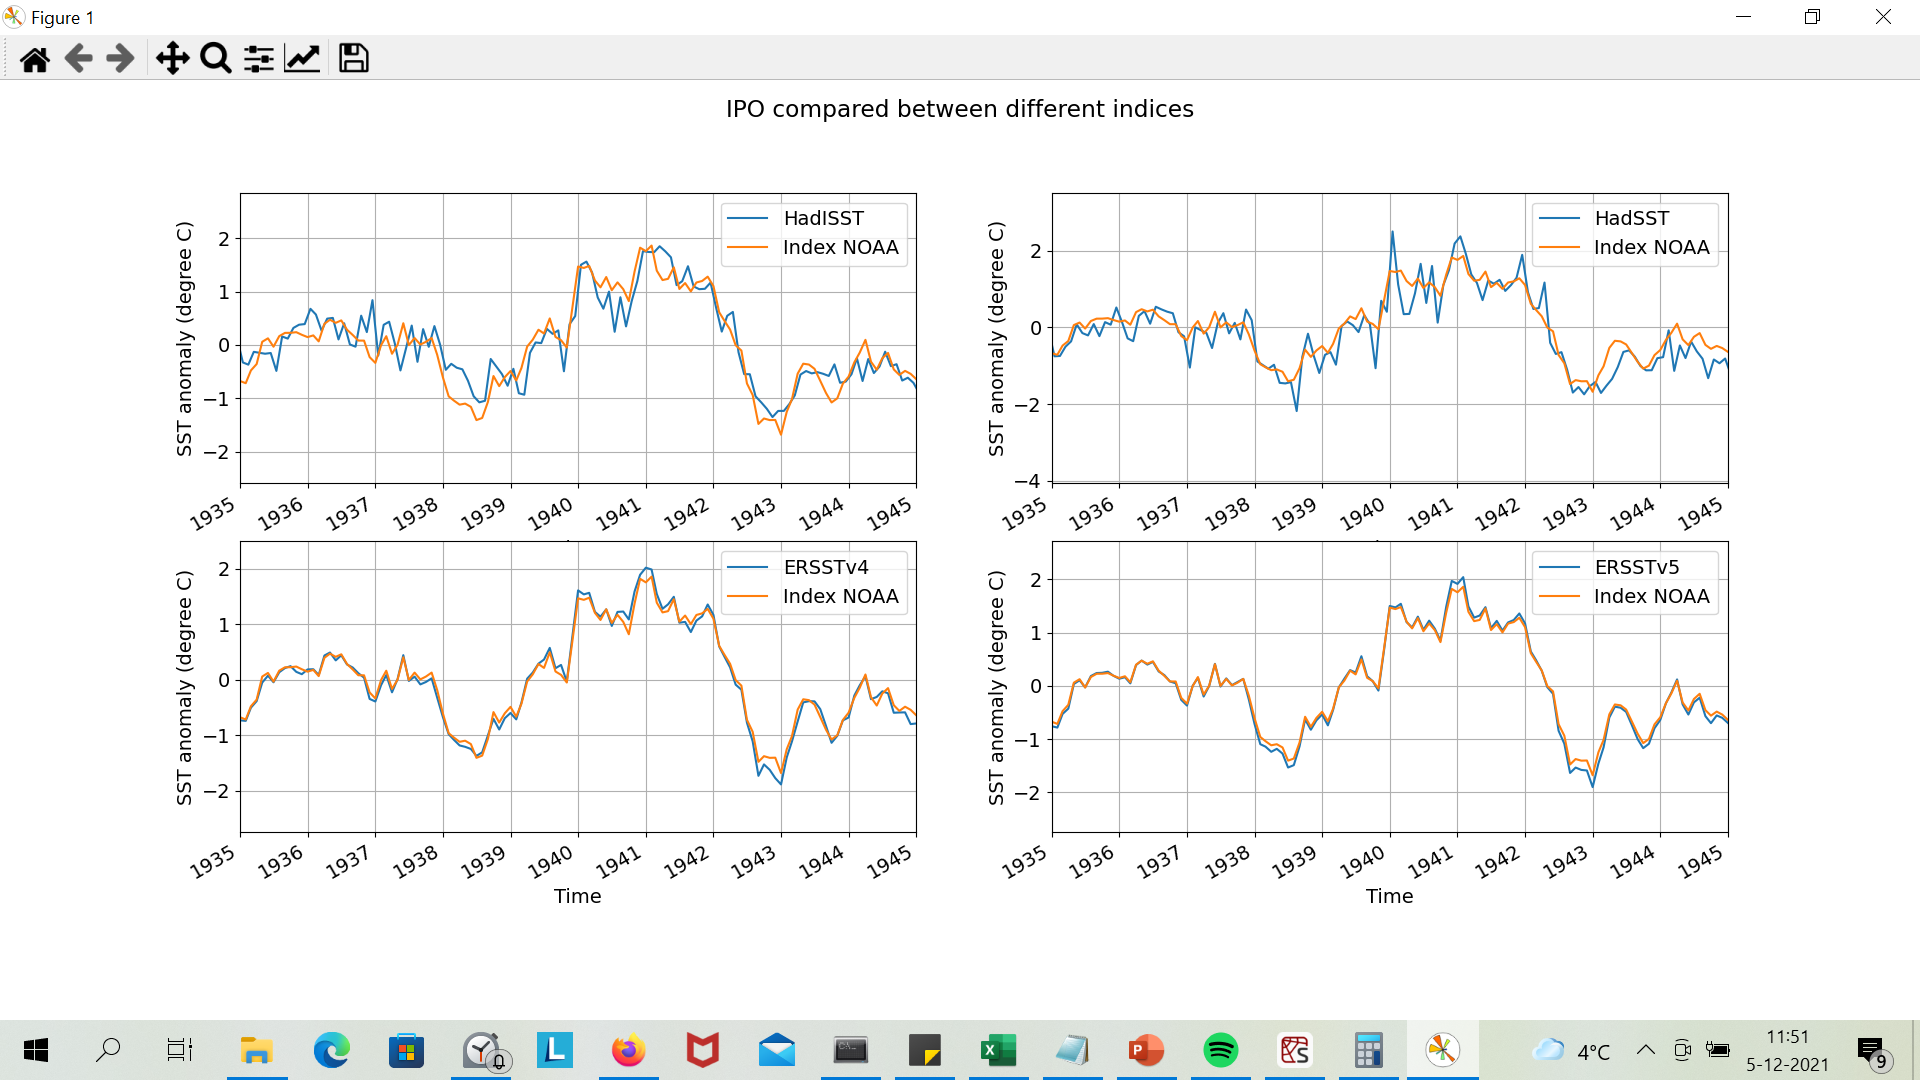 Figure 1
IPO compared between different indices
SST anomaly (degree C)
2
1
0
−1
−2
HadISST
Index NOAA
1935 1936 1937 1938 1939 1940 1941 1942 1943 1944 1945
SST anomaly (degree C)
2
0
−2
−4
HadSST
Index NOAA
1935 1936 1937 1938 1939 1940 1941 1942 1943 1944 1945
SST anomaly (degree C)
2
1
0
−1
−2
ERSSTv4
Index NOAA
1935 1936 1937 1938 1939 1940 1941 1942 1943 1944 1945
Time
SST anomaly (degree C)
2
1
0
−1
−2
ERSSTv5
Index NOAA
1935 1936 1937 1938 1939 1940 1941 1942 1943 1944 1945
Time
L
C:\_
X
P
4°C
11:51
5-12-2021
9